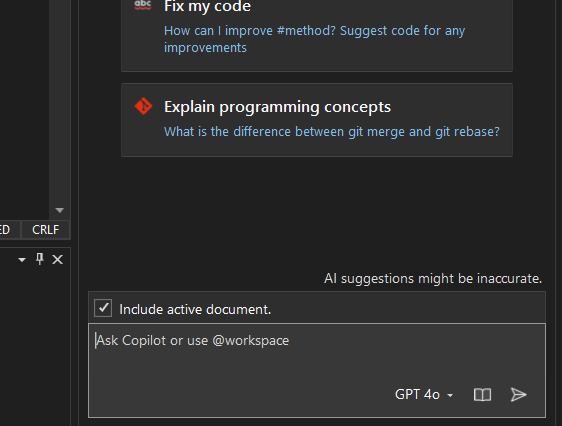 abc
Fix my code
How can I improve #method? Suggest code for any
improvements
Explain programming concepts
What is the difference between git merge and git rebase?
ED
CRLF
AI suggestions might be inaccurate.
Include active document.
Ask Copilot or use @workspace
GPT 4o